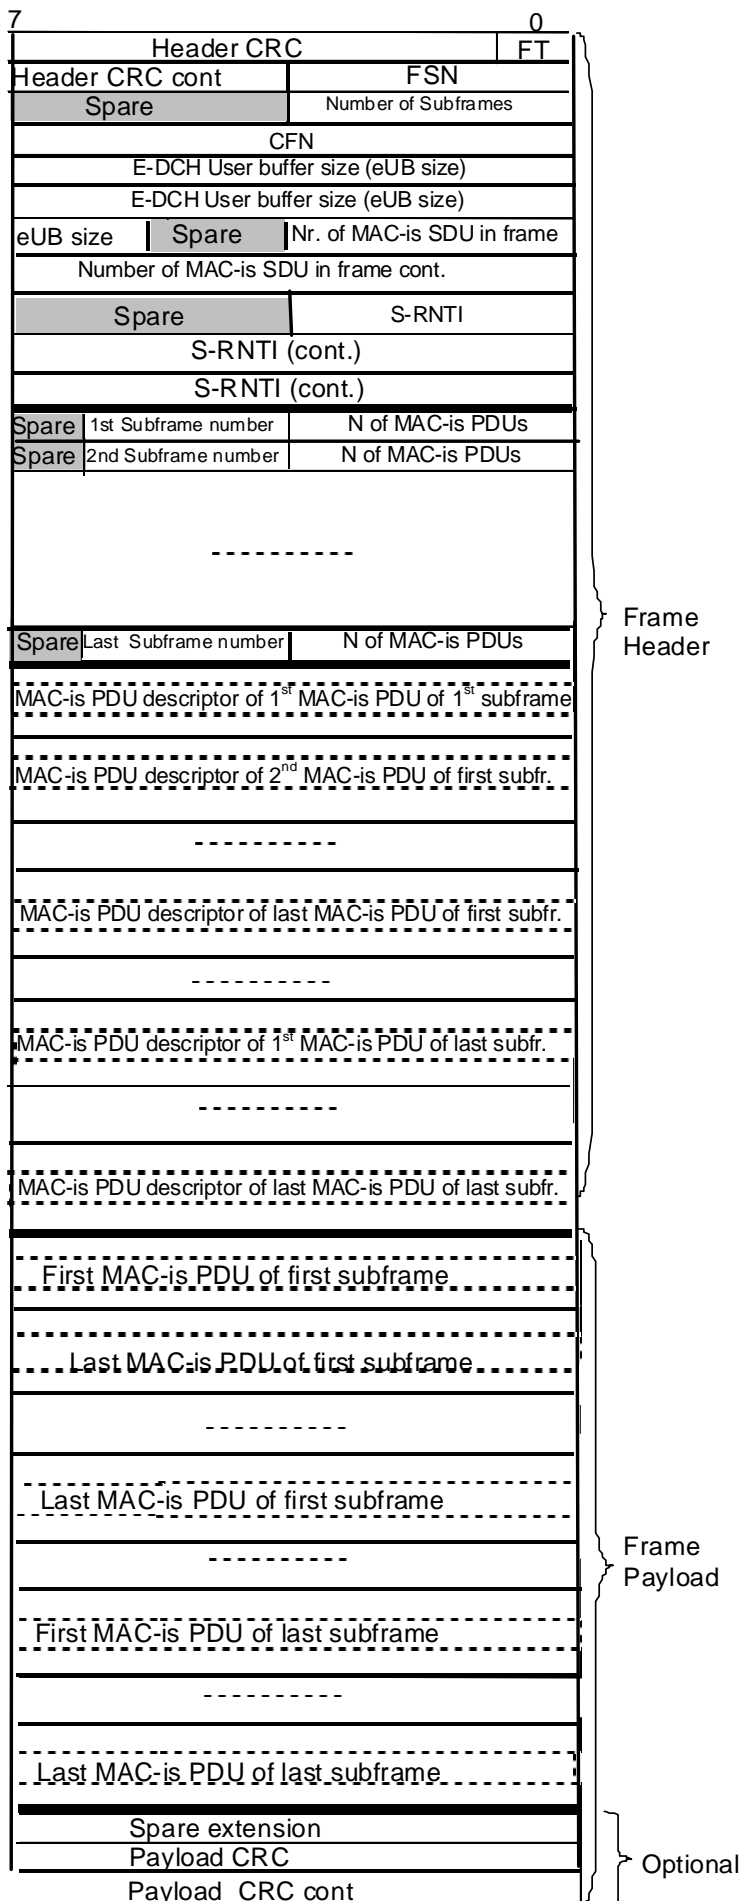 7 0
Header CRC FT
Header CRC cont FSN
Spare Number of Subframes
CFN
E-DCH User buffer size (eUB size)
E-DCH User buffer size (eUB size)
eUB size Spare Nr. of MAC-is SDU in frame
Number of MAC-is SDU in frame cont.
Spare S-RNTI
S-RNTI (cont.)
S-RNTI (cont.)
Spare 1st Subframe number N of MAC-is PDUs
Spare 2nd Subframe number N of MAC-is PDUs
Spare Last Subframe number N of MAC-is PDUs
Frame
Header
MAC-is PDU descriptor of 1st MAC-is PDU of 1st subframe
MAC-is PDU descriptor of 2nd MAC-is PDU of first subfr.
MAC-is PDU descriptor of last MAC-is PDU of first subfr.
MAC-is PDU descriptor of 1st MAC-is PDU of last subfr.
MAC-is PDU descriptor of last MAC-is PDU of last subfr.
First MAC-is PDU of first subframe
Last MAC-is PDU of first subframe
Last MAC-is PDU of first subframe
Frame
Payload
First MAC-is PDU of last subframe
Last MAC-is PDU of last subframe
Spare extension
Payload CRC
Optional
Payload CRC cont